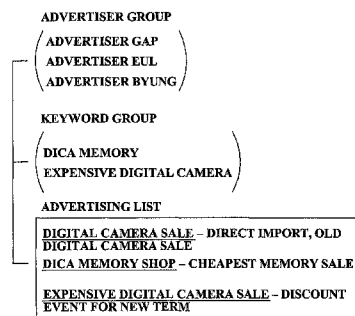 ADVERTISER GROUP
ADVERTISER GAP
ADVERTISER EUL
ADVERTISER BYUNG
KEYWORD GROUP
DICA MEMORY
EXPENSIVE DIGITAL CAMERA
ADVERTISING LIST
DIGITAL CAMERA SALE – DIRECT IMPORT, OLD
DIGITAL CAMERA SALE
DICA MEMORY SHOP – CHEAPEST MEMORY SALE
EXPENSIVE DIGITAL CAMERA SALE – DISCOUNT
EVENT FOR NEW TERM